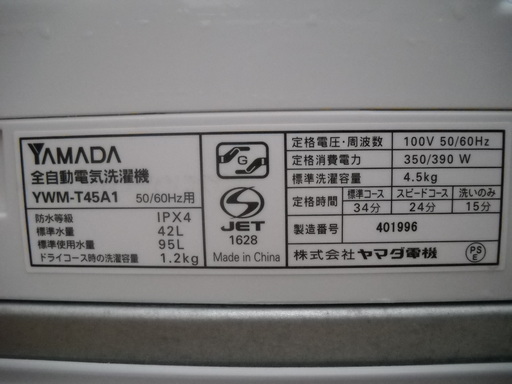 YAMADA
全自動電気洗濯機
YWM-T45A1 50/60Hz用
防水等級 IPX4
標準水量 42L
標準使用水量 95L
ドライコース時の洗濯容量 1.2kg
G
S
JET
1628
Made in China
定格電圧・周波数 100V 50/60Hz
定格消費電力 350/390 W
標準洗濯容量 4.5kg
定格時間 標準コース スピードコース 洗いのみ
34分 24分 15分
製造番号 401996
株式会社 ヤマダ電機
PS
E